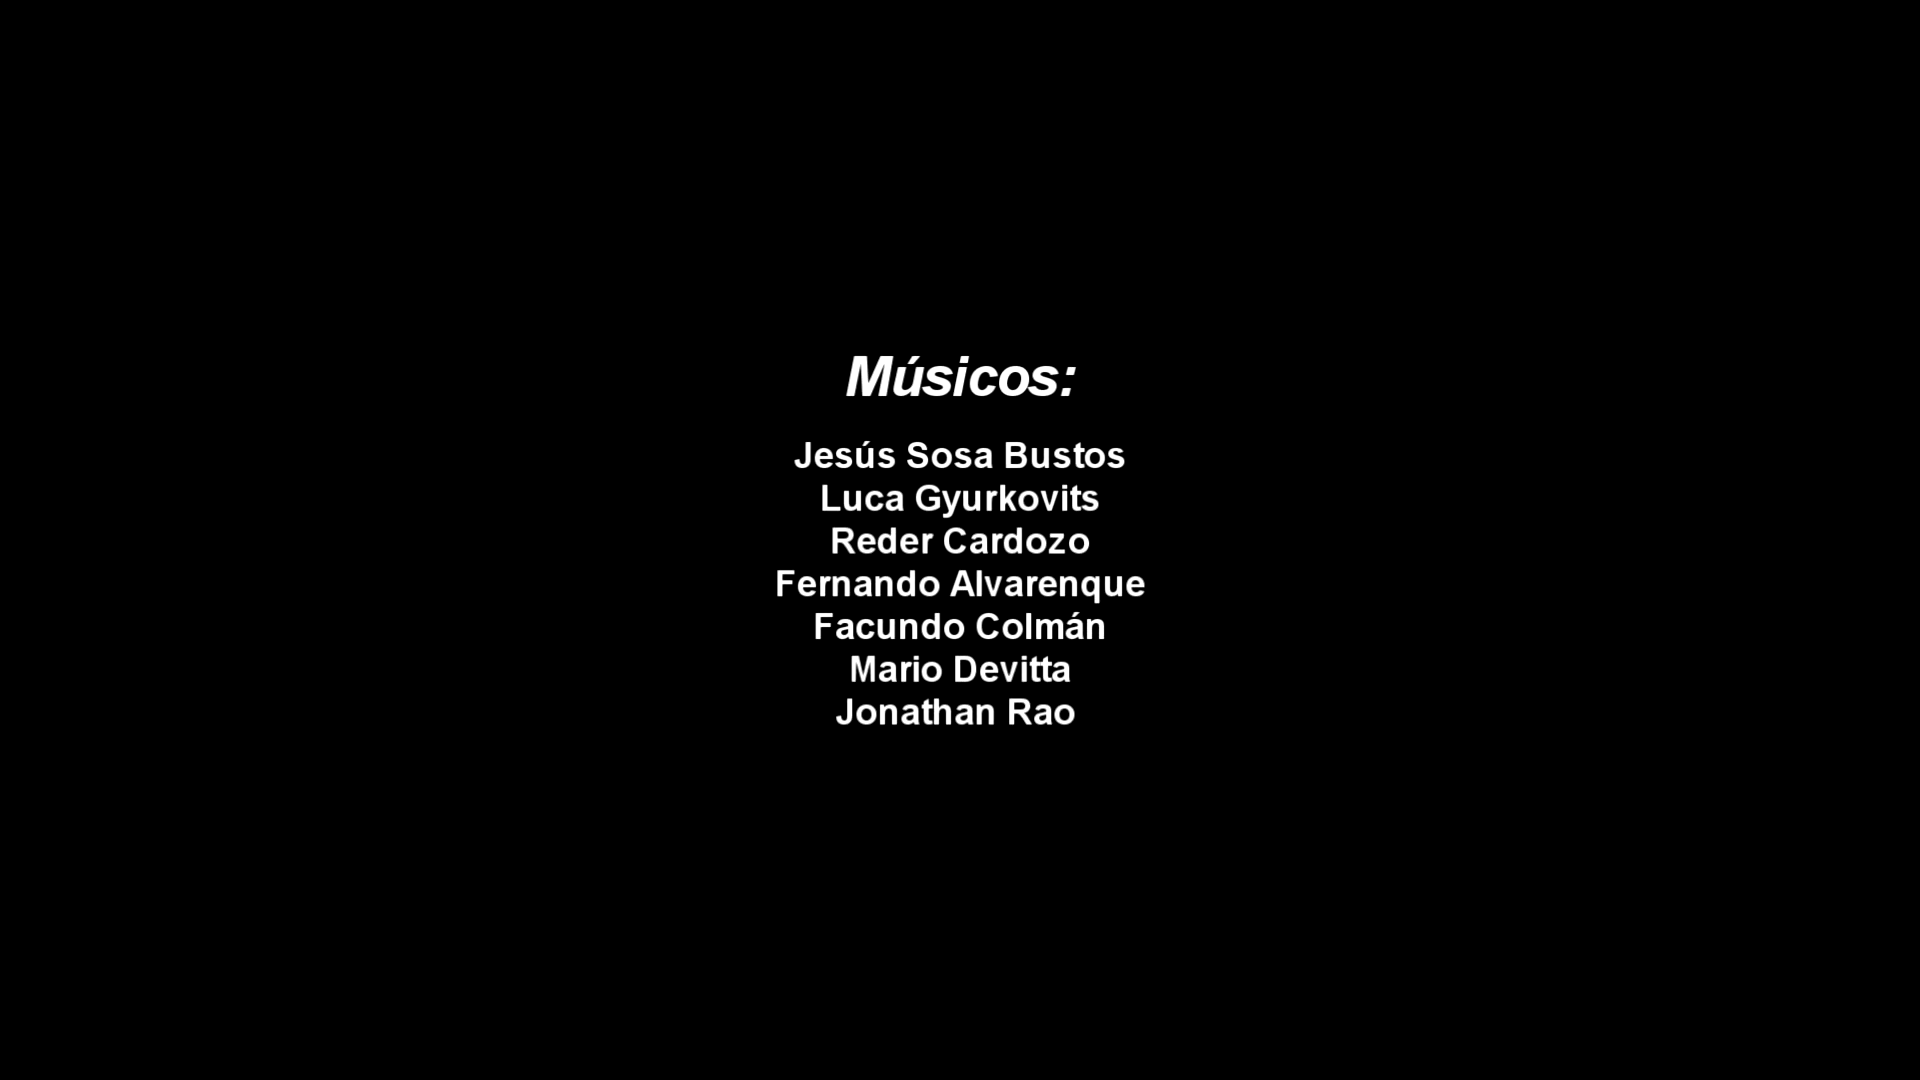 Músicos:
Jesús Sosa Bustos
Luca Gyurkovits
Reder Cardozo
Fernando Alvarenque
Facundo Colmán
Mario Devitta
Jonathan Rao